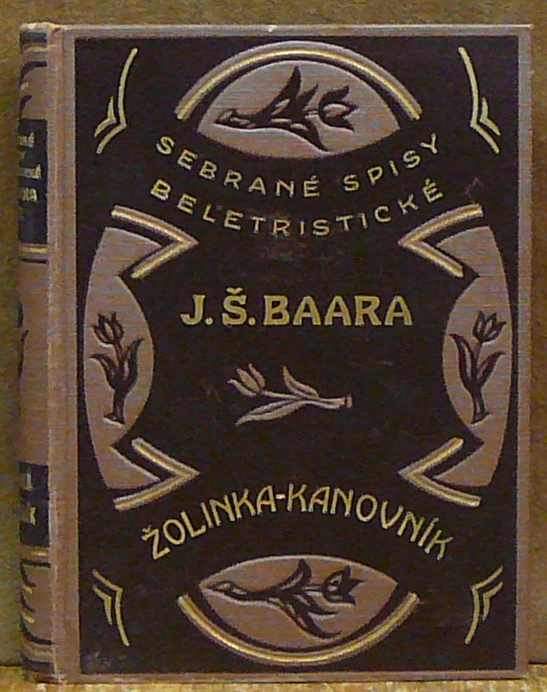 SEBRANÉ SPISY
BELETRISTICKÉ
J. Š. BAARA
ŽOLINKA-KANOVNÍK